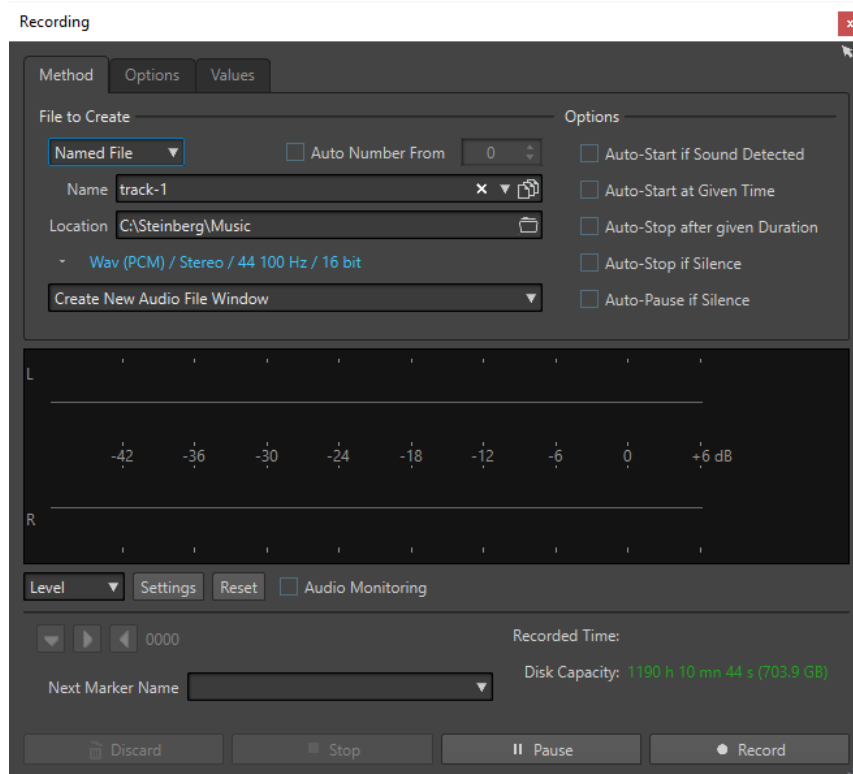 Recording
x
Method Options Values
File to Create Options
Named File Auto Number From 0 Auto-Start if Sound Detected
Name track-1 Auto-Start at Given Time
Location C:\Steinberg\Music Auto-Stop after given Duration
Wav (PCM) / Stereo / 44 100 Hz / 16 bit Auto-Stop if Silence
Create New Audio File Window Auto-Pause if Silence
L
-42 -36 -30 -24 -18 -12 -6 0 +6 dB
R
Level Settings Reset Audio Monitoring
0000 Recorded Time:
Disk Capacity: 1190 h 10 mn 44 s (703.9 GB)
Next Marker Name
Discard Stop Pause Record